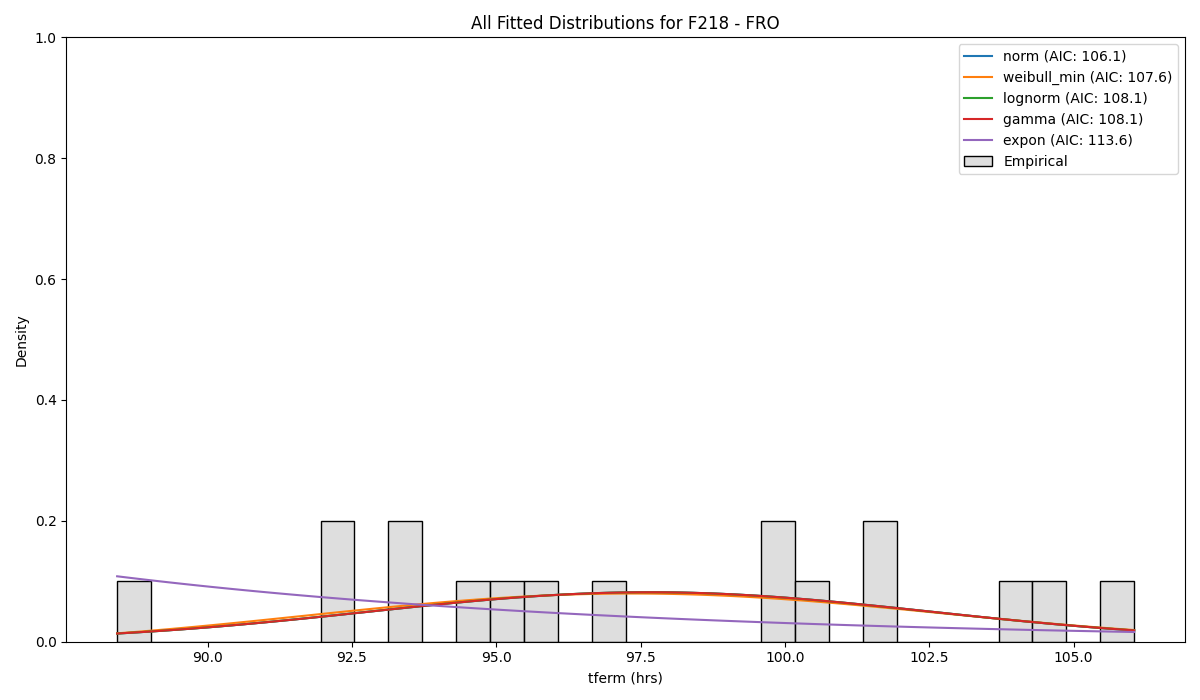 All Fitted Distributions for F218 - FRO
norm (AIC: 106.1)
weibull_min (AIC: 107.6)
lognorm (AIC: 108.1)
gamma (AIC: 108.1)
expon (AIC: 113.6)
Empirical
1.0
0.8
0.6
0.4
0.2
0.0
Density
90.0 92.5 95.0 97.5 100.0 102.5 105.0
tferm (hrs)